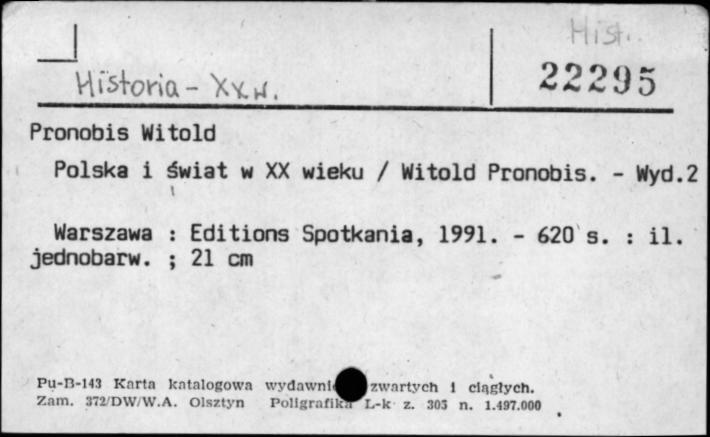 Hist.
Historia - XX w.
22295
Pronobis Witold
Polska i świat w XX wieku / Witold Pronobis. - Wyd.2
Warszawa : Editions Spotkania, 1991. - 620 s. : il.
jednobarw. ; 21 cm
Pu-B-143 Karta katalogowa zwartych i ciągłych.
Zam. 372/DW/W.A. Olsztyn Poligrafika L-k z. 303 n. 1.497.000